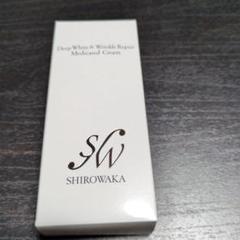 Deep White & Wrinkle Repair
Medicated Cream
SW
SHIROWAKA